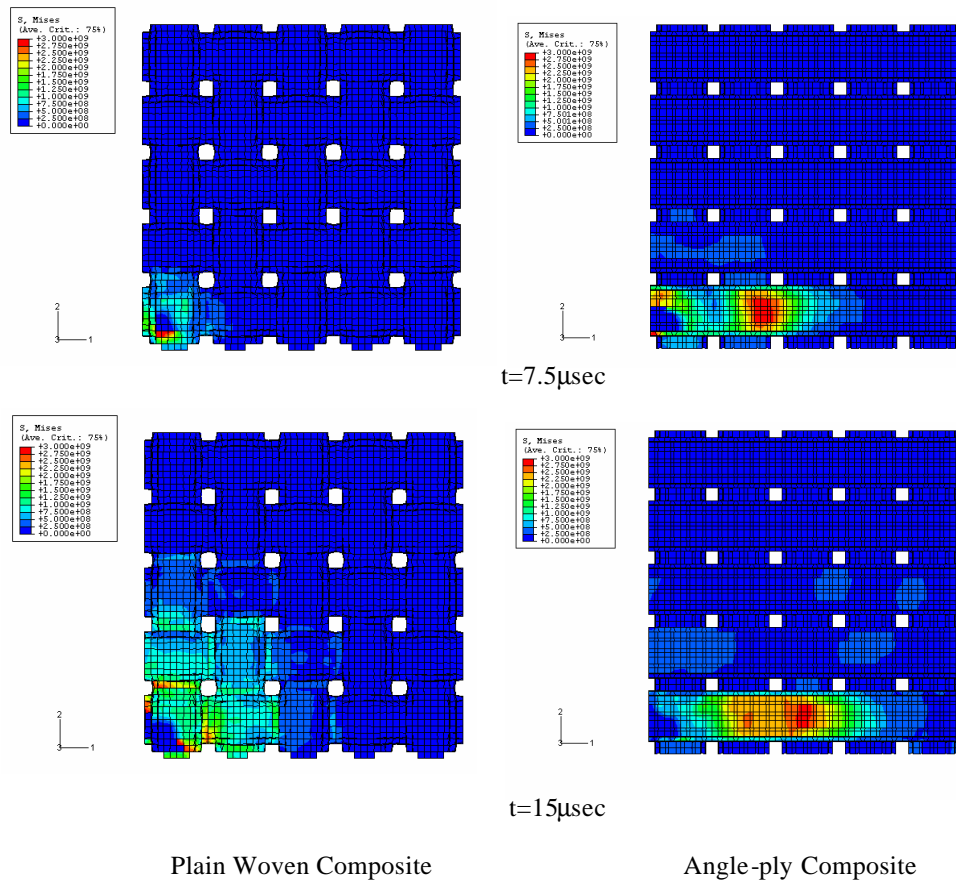 S, Mises
(Ave. Crit.: 75%)
+3.000e+09
+2.750e+09
+2.500e+09
+2.250e+09
+2.000e+09
+1.750e+09
+1.500e+09
+1.250e+09
+1.000e+09
+7.500e+08
+5.000e+08
+2.500e+08
+0.000e+00
2
3 1
S, Mises
(Ave. Crit.: 75%)
+3.000e+09
+2.750e+09
+2.500e+09
+2.250e+09
+2.000e+09
+1.750e+09
+1.500e+09
+1.250e+09
+1.000e+09
+7.501e+08
+5.001e+08
+2.500e+08
+0.000e+00
2
3 1
t=7.5μsec
S, Mises
(Ave. Crit.: 75%)
+3.000e+09
+2.750e+09
+2.500e+09
+2.250e+09
+2.000e+09
+1.750e+09
+1.500e+09
+1.250e+09
+1.000e+09
+7.500e+08
+5.000e+08
+2.500e+08
+0.000e+00
2
3 1
S, Mises
(Ave. Crit.: 75%)
+3.000e+09
+2.750e+09
+2.500e+09
+2.250e+09
+2.000e+09
+1.750e+09
+1.500e+09
+1.250e+09
+1.000e+09
+7.500e+08
+5.000e+08
+2.500e+08
+0.000e+00
2
3 1
t=15μsec
Plain Woven Composite
Angle-ply Composite